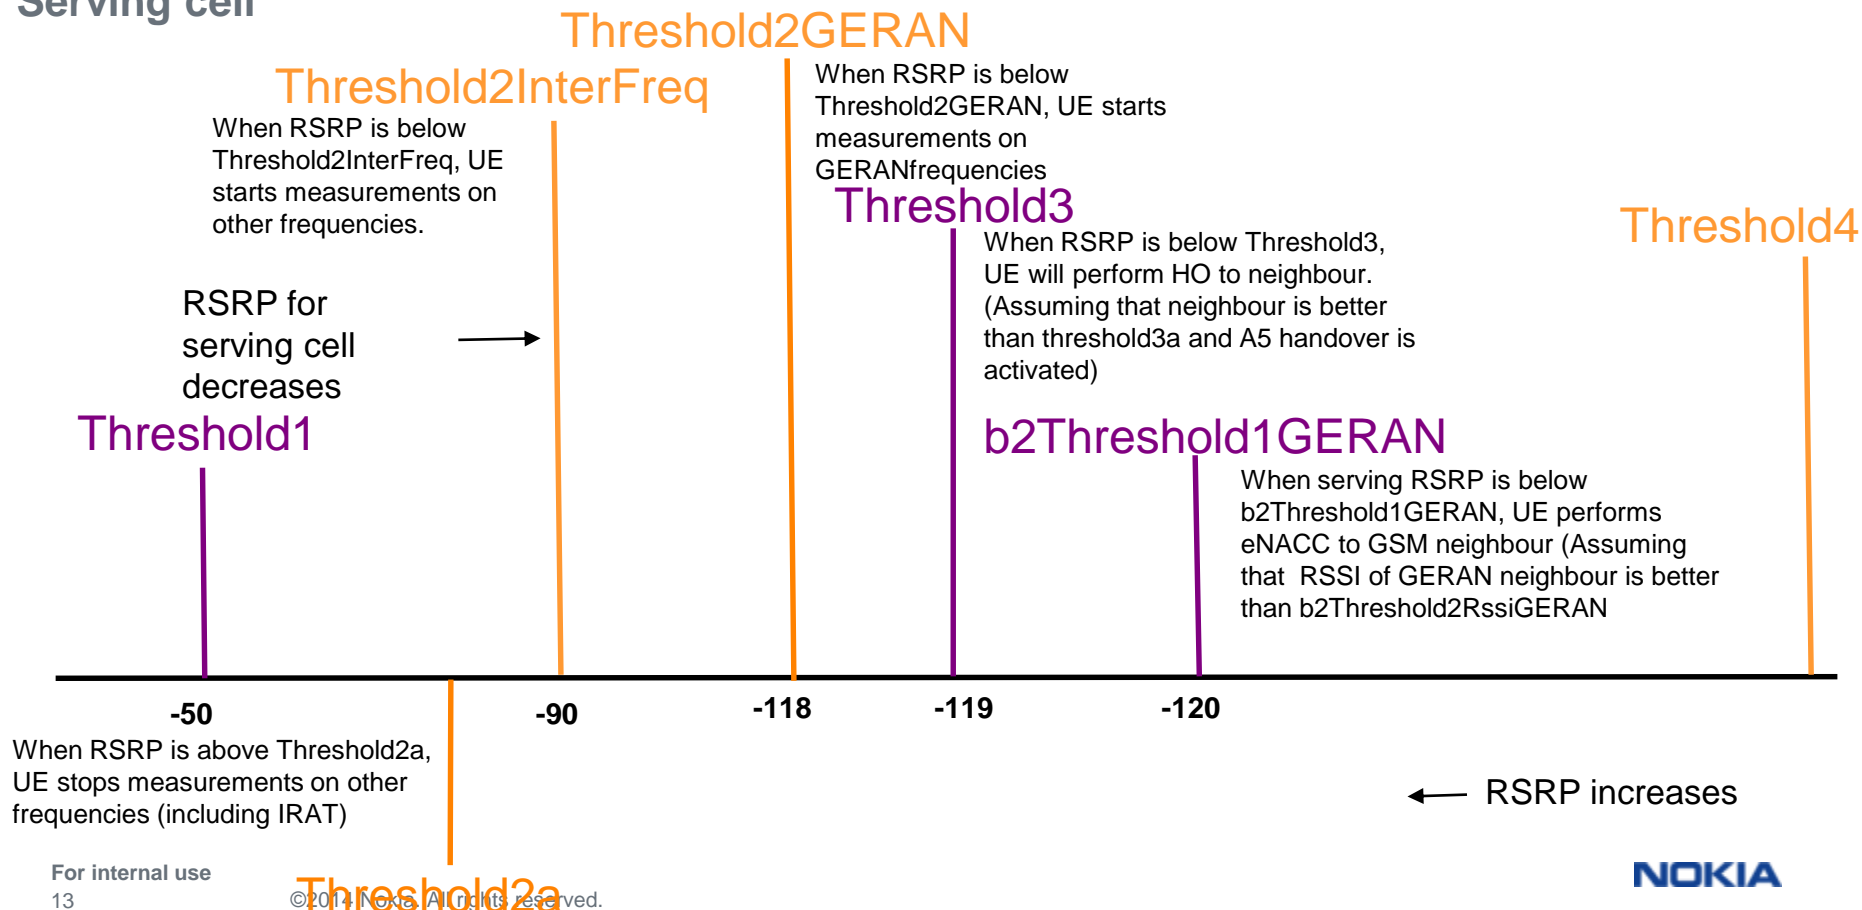 Serving cell
Threshold2GERAN
When RSRP is below
Threshold2GERAN, UE starts
measurements on
GERANfrequencies
Threshold2InterFreq
When RSRP is below
Threshold2InterFreq, UE
starts measurements on
other frequencies.
Threshold3
When RSRP is below Threshold3,
UE will perform HO to neighbour.
(Assuming that neighbour is better
than threshold3a and A5 handover is
activated)
Threshold4
RSRP for
serving cell
decreases
Threshold1
b2Threshold1GERAN
When serving RSRP is below
b2Threshold1GERAN, UE performs
eNACC to GSM neighbour (Assuming
that RSSI of GERAN neighbour is better
than b2Threshold2RssiGERAN
-50
-90
-118
-119
-120
When RSRP is above Threshold2a,
UE stops measurements on other
frequencies (including IRAT)
RSRP increases
For internal use
13
©2014 Nokia. All rights reserved.
Threshold2a
NOKIA